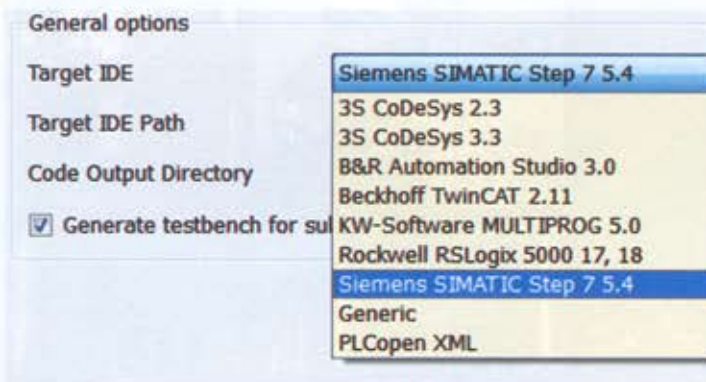 General options
Target IDE
Siemens SIMATIC Step 7 5.4
Target IDE Path
Code Output Directory
Generate testbench for sul
3S CoDeSys 2.3
3S CoDeSys 3.3
B&R Automation Studio 3.0
Beckhoff TwinCAT 2.11
KW-Software MULTIPROG 5.0
Rockwell RSLogix 5000 17, 18
Siemens SIMATIC Step 7 5.4
Generic
PLCopen XML